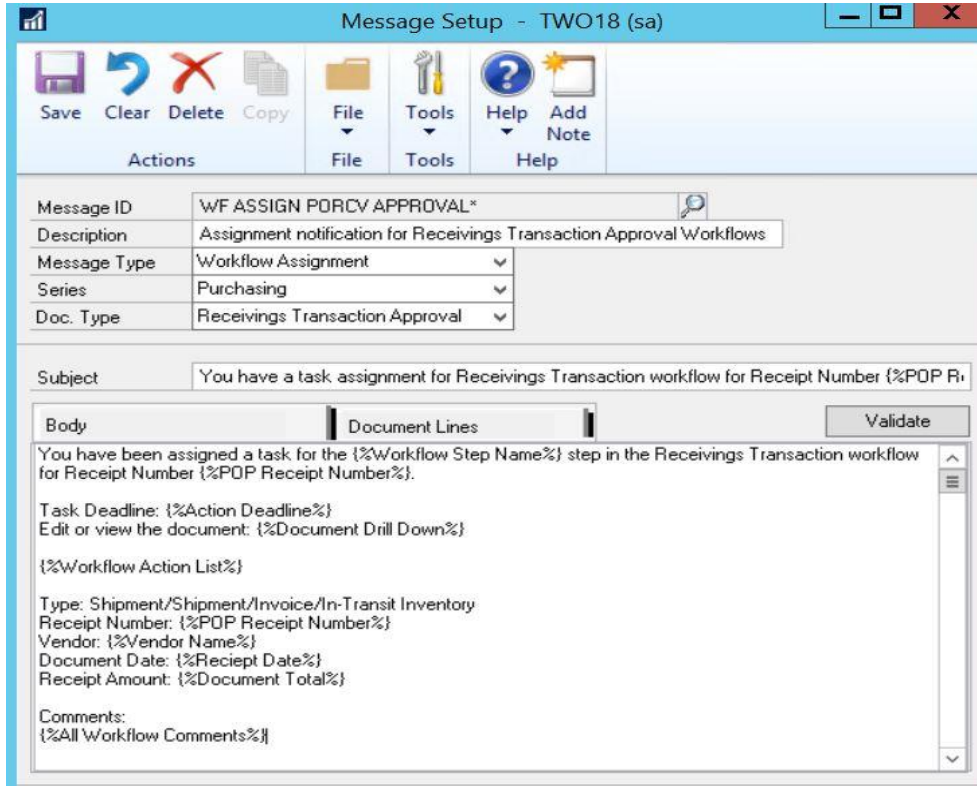 Message Setup - TWO18 (sa)
Save Clear Delete Copy File Tools Help Add Note
Actions File Tools Help
Message ID WF ASSIGN PORCV APPROVAL*
Description Assignment notification for Receivings Transaction Approval Workflows
Message Type Workflow Assignment
Series Purchasing
Doc. Type Receivings Transaction Approval
Subject You have a task assignment for Receivings Transaction workflow for Receipt Number {%POP
Body Document Lines Validate
You have been assigned a task for the {%Workflow Step Name%} step in the Receivings Transaction workflow
for Receipt Number {%POP Receipt Number%}.
Task Deadline: {%Action Deadline%}
Edit or view the document: {%Document Drill Down%}
{%Workflow Action List%}
Type: Shipment/Shipment/Invoice/In-Transit Inventory
Receipt Number: {%POP Receipt Number%}
Vendor: {%Vendor Name%}
Document Date: {%Reciept Date%}
Receipt Amount: {%Document Total%}
Comments:
{%All Workflow Comments%}